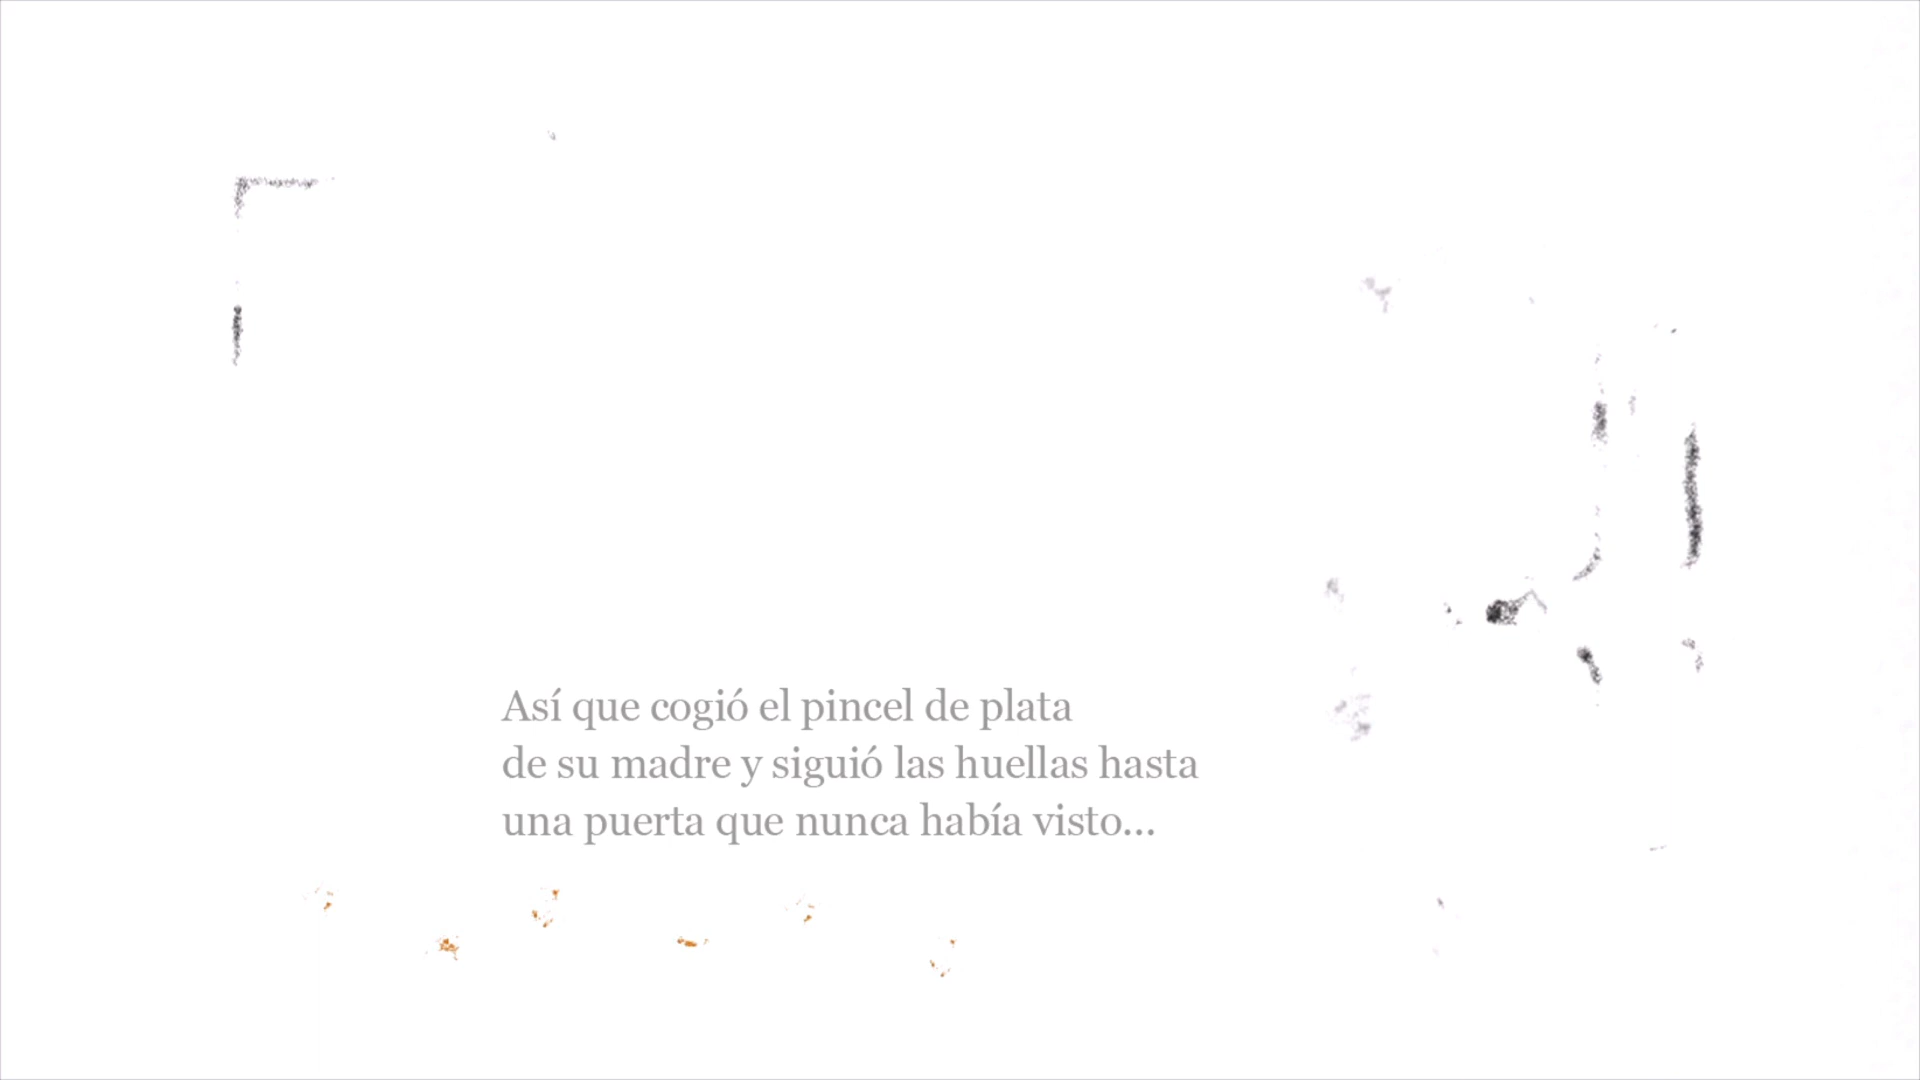 Así que cogió el pincel de plata
de su madre y siguió las huellas hasta
una puerta que nunca había visto...